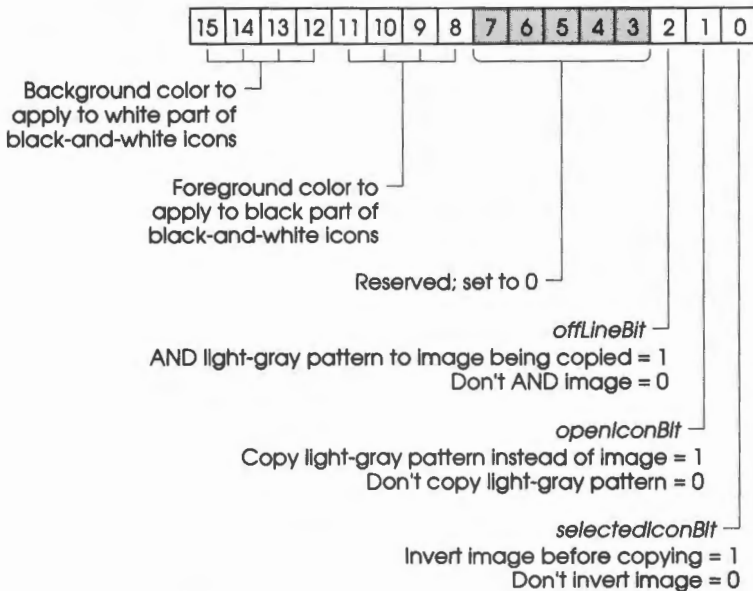 15 14 13 12 11 10 9 8 7 6 5 4 3 2 1 0
Background color to
apply to white part of
black-and-white icons
Foreground color to
apply to black part of
black-and-white icons
Reserved; set to 0
offLineBit
AND light-gray pattern to image being copied = 1
Don't AND image = 0
openIconBit
Copy light-gray pattern instead of image = 1
Don't copy light-gray pattern = 0
selectedIconBit
Invert image before copying = 1
Don't invert image = 0